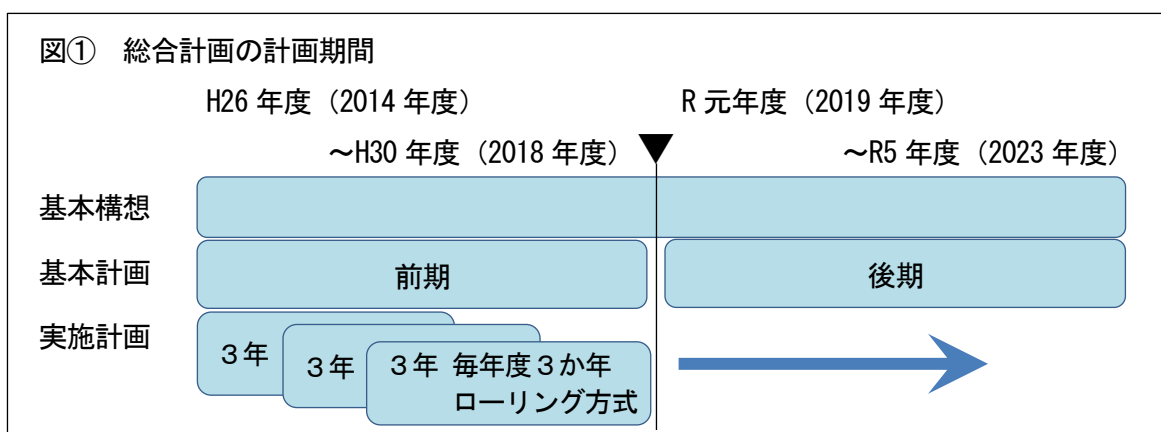 図①　総合計画の計画期間
H26 年度（2014 年度）
～H30 年度（2018 年度）
R 元年度（2019 年度）
～R5 年度（2023 年度）
基本構想
基本計画
前期
後期
実施計画
３年
３年
３年 毎年度３か年
ローリング方式